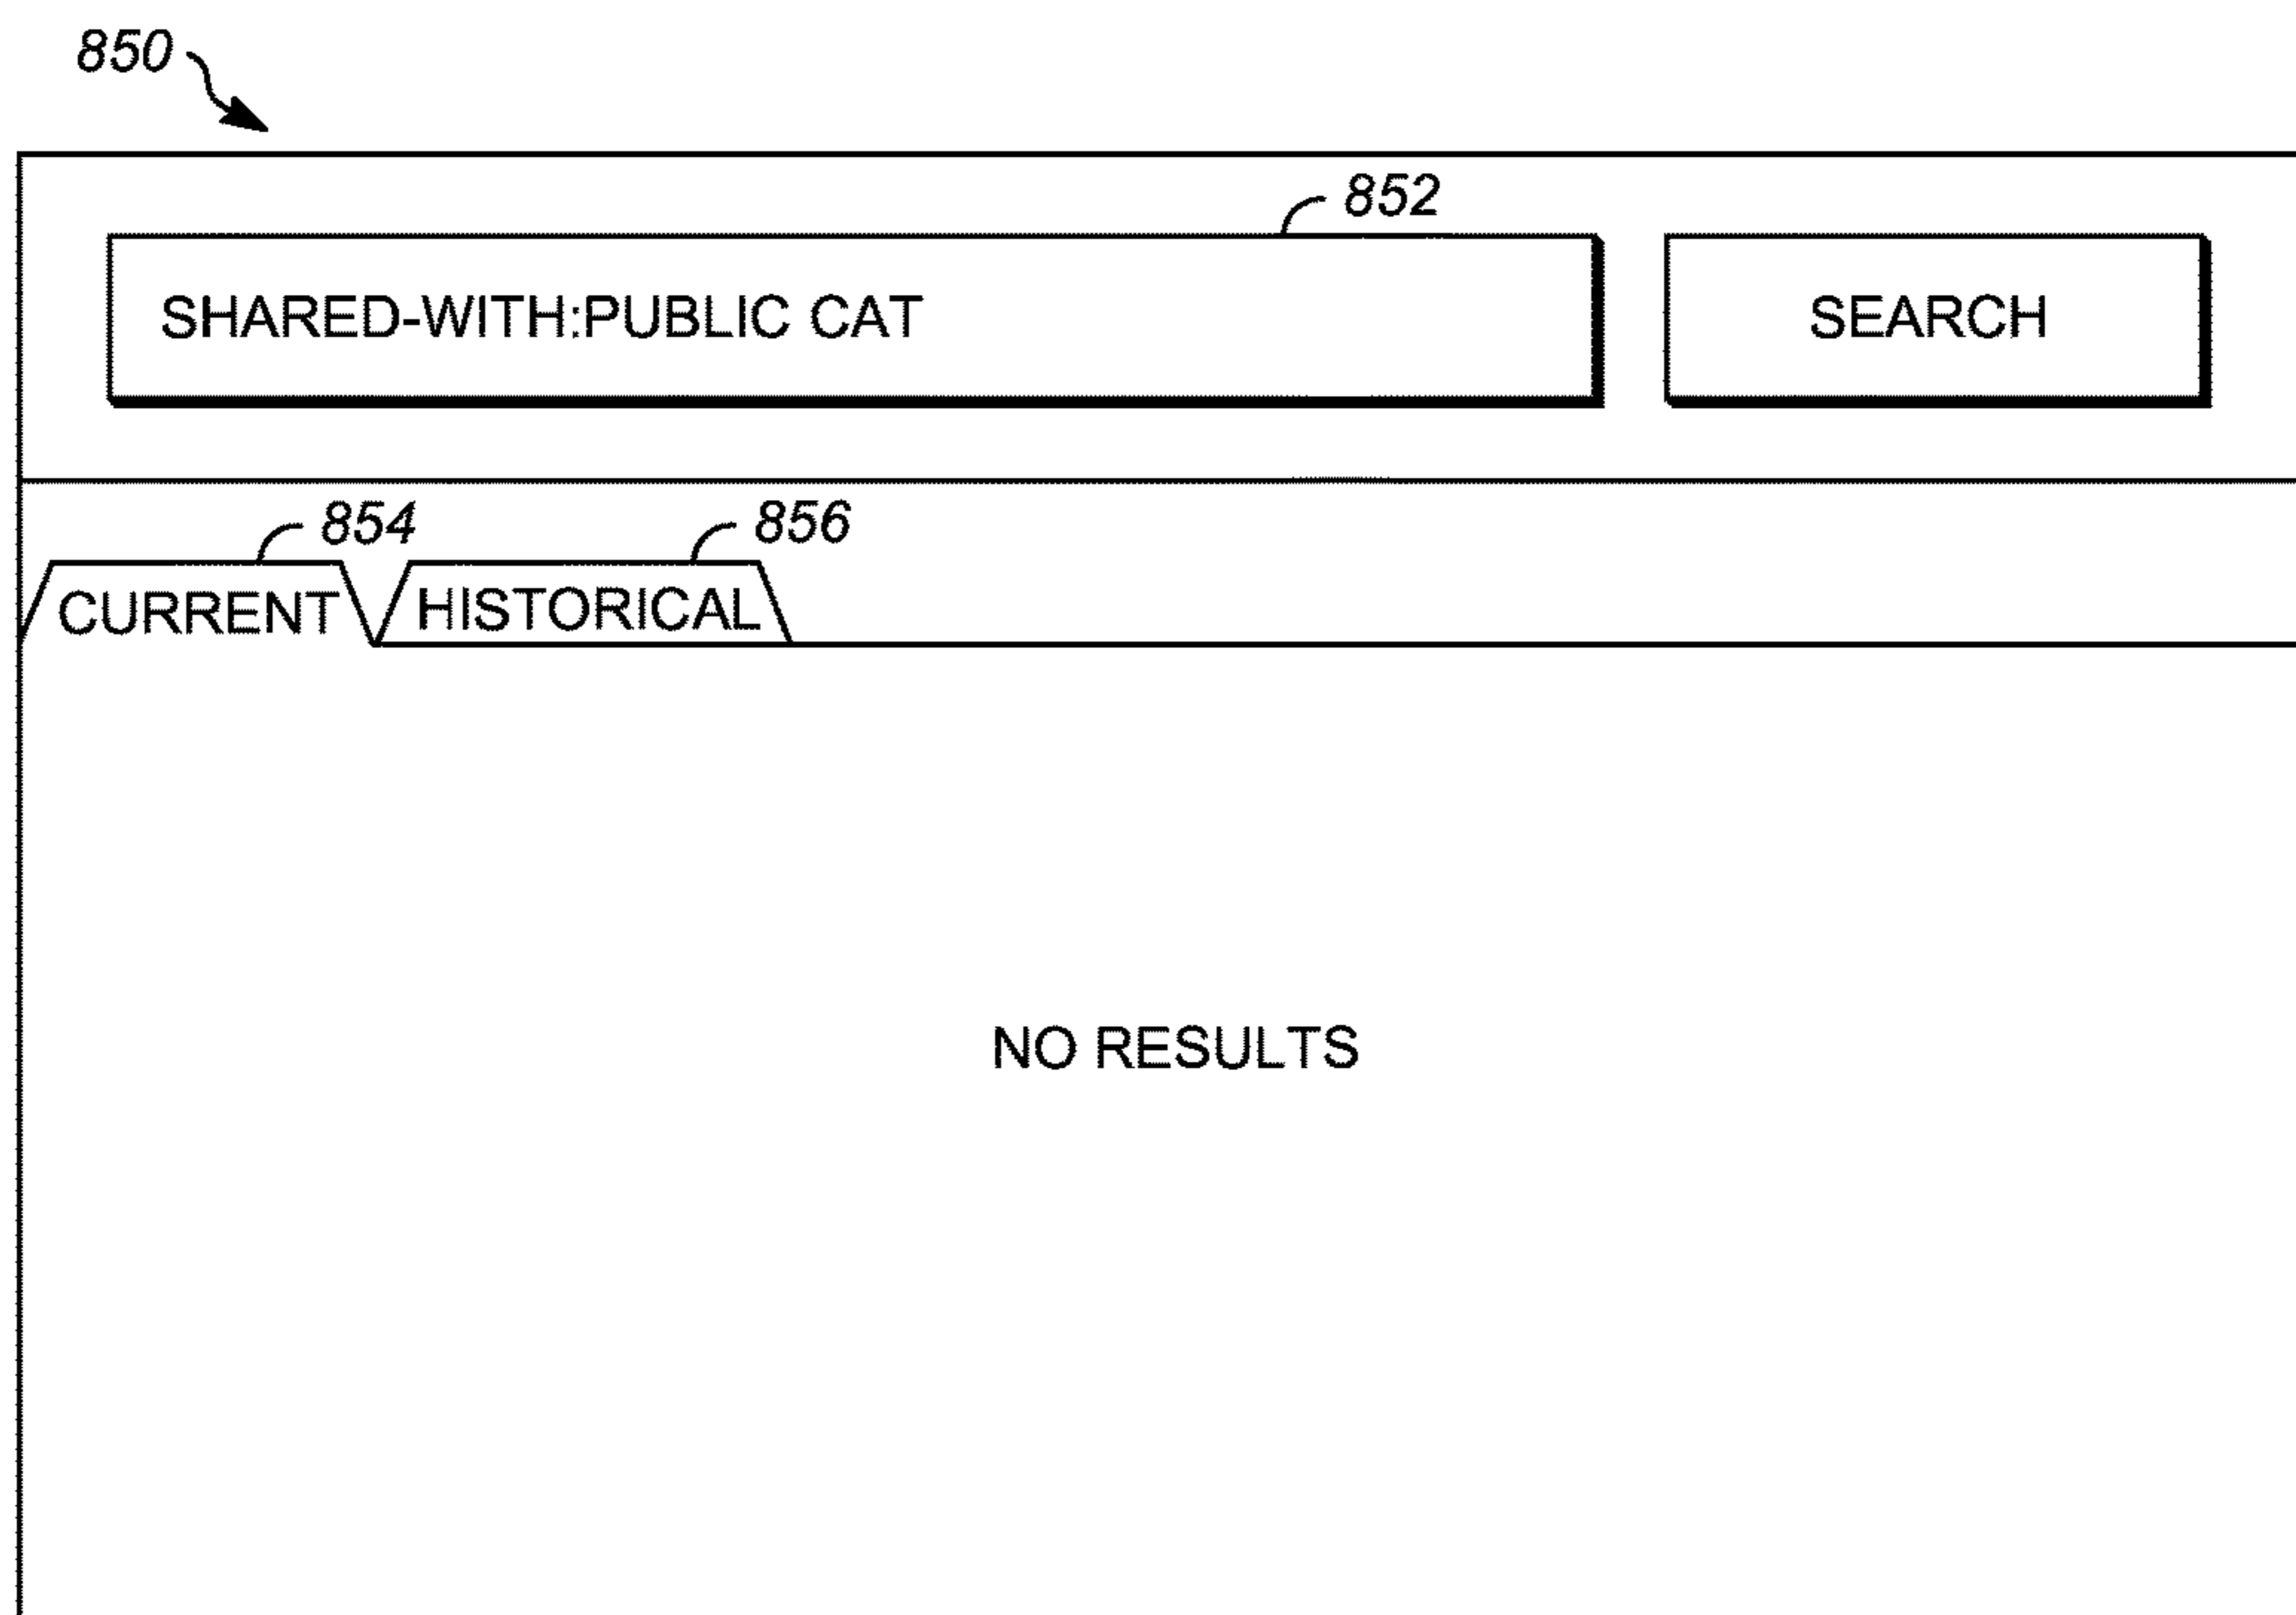 850
852
SHARED-WITH:PUBLIC CAT SEARCH
854 856
CURRENT HISTORICAL
NO RESULTS